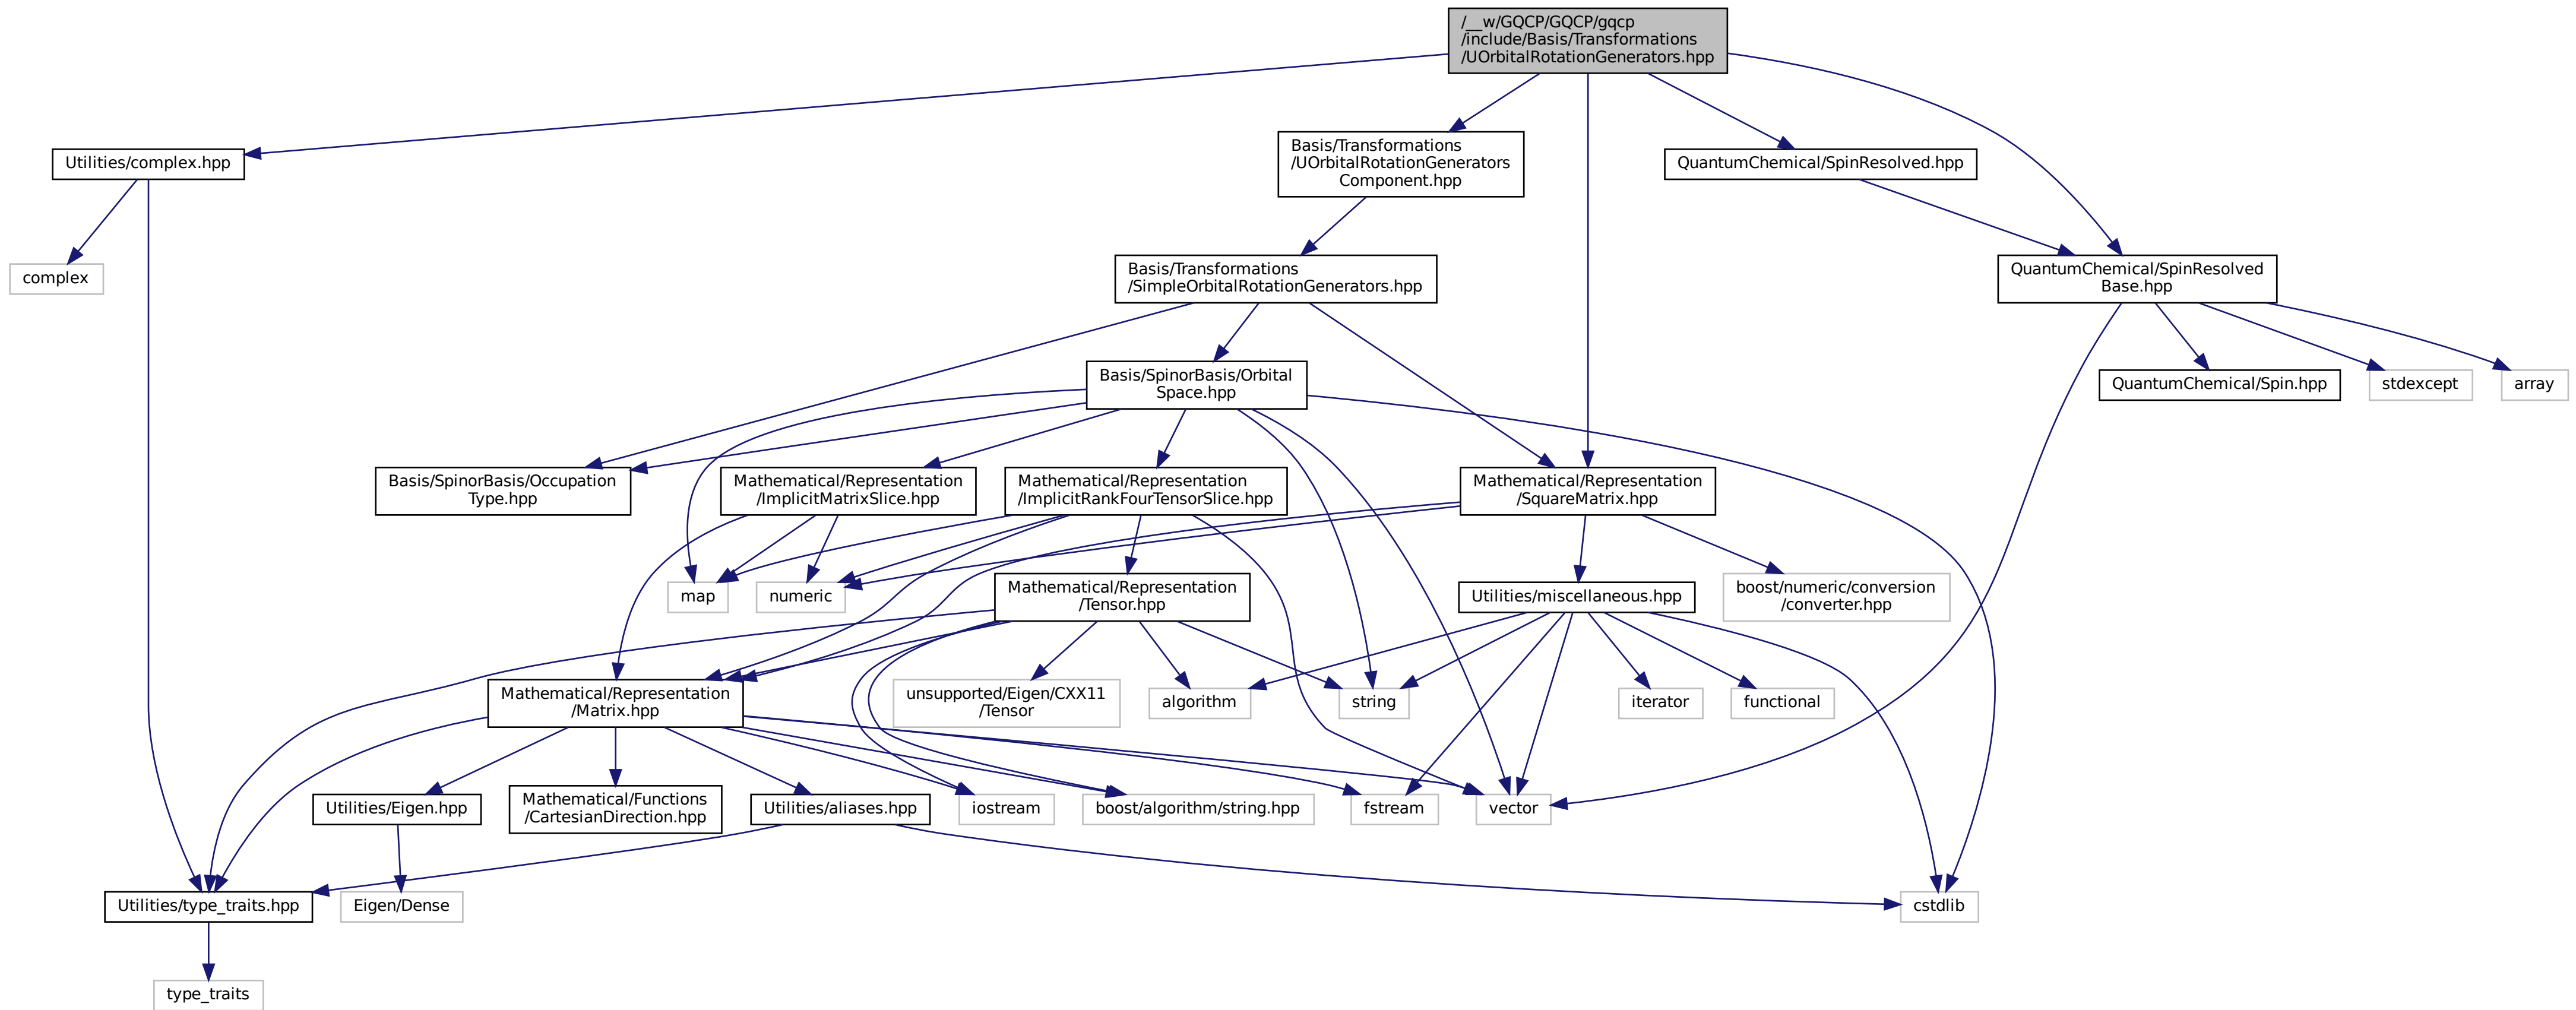 /__w/GQCP/GQCP/gqcp
/include/Basis/Transformations
/UOrbitalRotationGenerators.hpp
Utilities/complex.hpp
Basis/Transformations
/UOrbitalRotationGenerators
Component.hpp
QuantumChemical/SpinResolved.hpp
complex
Basis/Transformations
/SimpleOrbitalRotationGenerators.hpp
QuantumChemical/SpinResolved
Base.hpp
Basis/SpinorBasis/Orbital
Space.hpp
QuantumChemical/Spin.hpp
stdexcept
array
Basis/SpinorBasis/Occupation
Type.hpp
Mathematical/Representation
/ImplicitMatrixSlice.hpp
Mathematical/Representation
/ImplicitRankFourTensorSlice.hpp
Mathematical/Representation
/SquareMatrix.hpp
map
numeric
Mathematical/Representation
/Tensor.hpp
Utilities/miscellaneous.hpp
boost/numeric/conversion
/converter.hpp
Mathematical/Representation
/Matrix.hpp
unsupported/Eigen/CXX11
/Tensor
algorithm
string
iterator
functional
Utilities/Eigen.hpp
Mathematical/Functions
/CartesianDirection.hpp
Utilities/aliases.hpp
iostream
boost/algorithm/string.hpp
fstream
vector
Utilities/type_traits.hpp
Eigen/Dense
cstdlib
type_traits